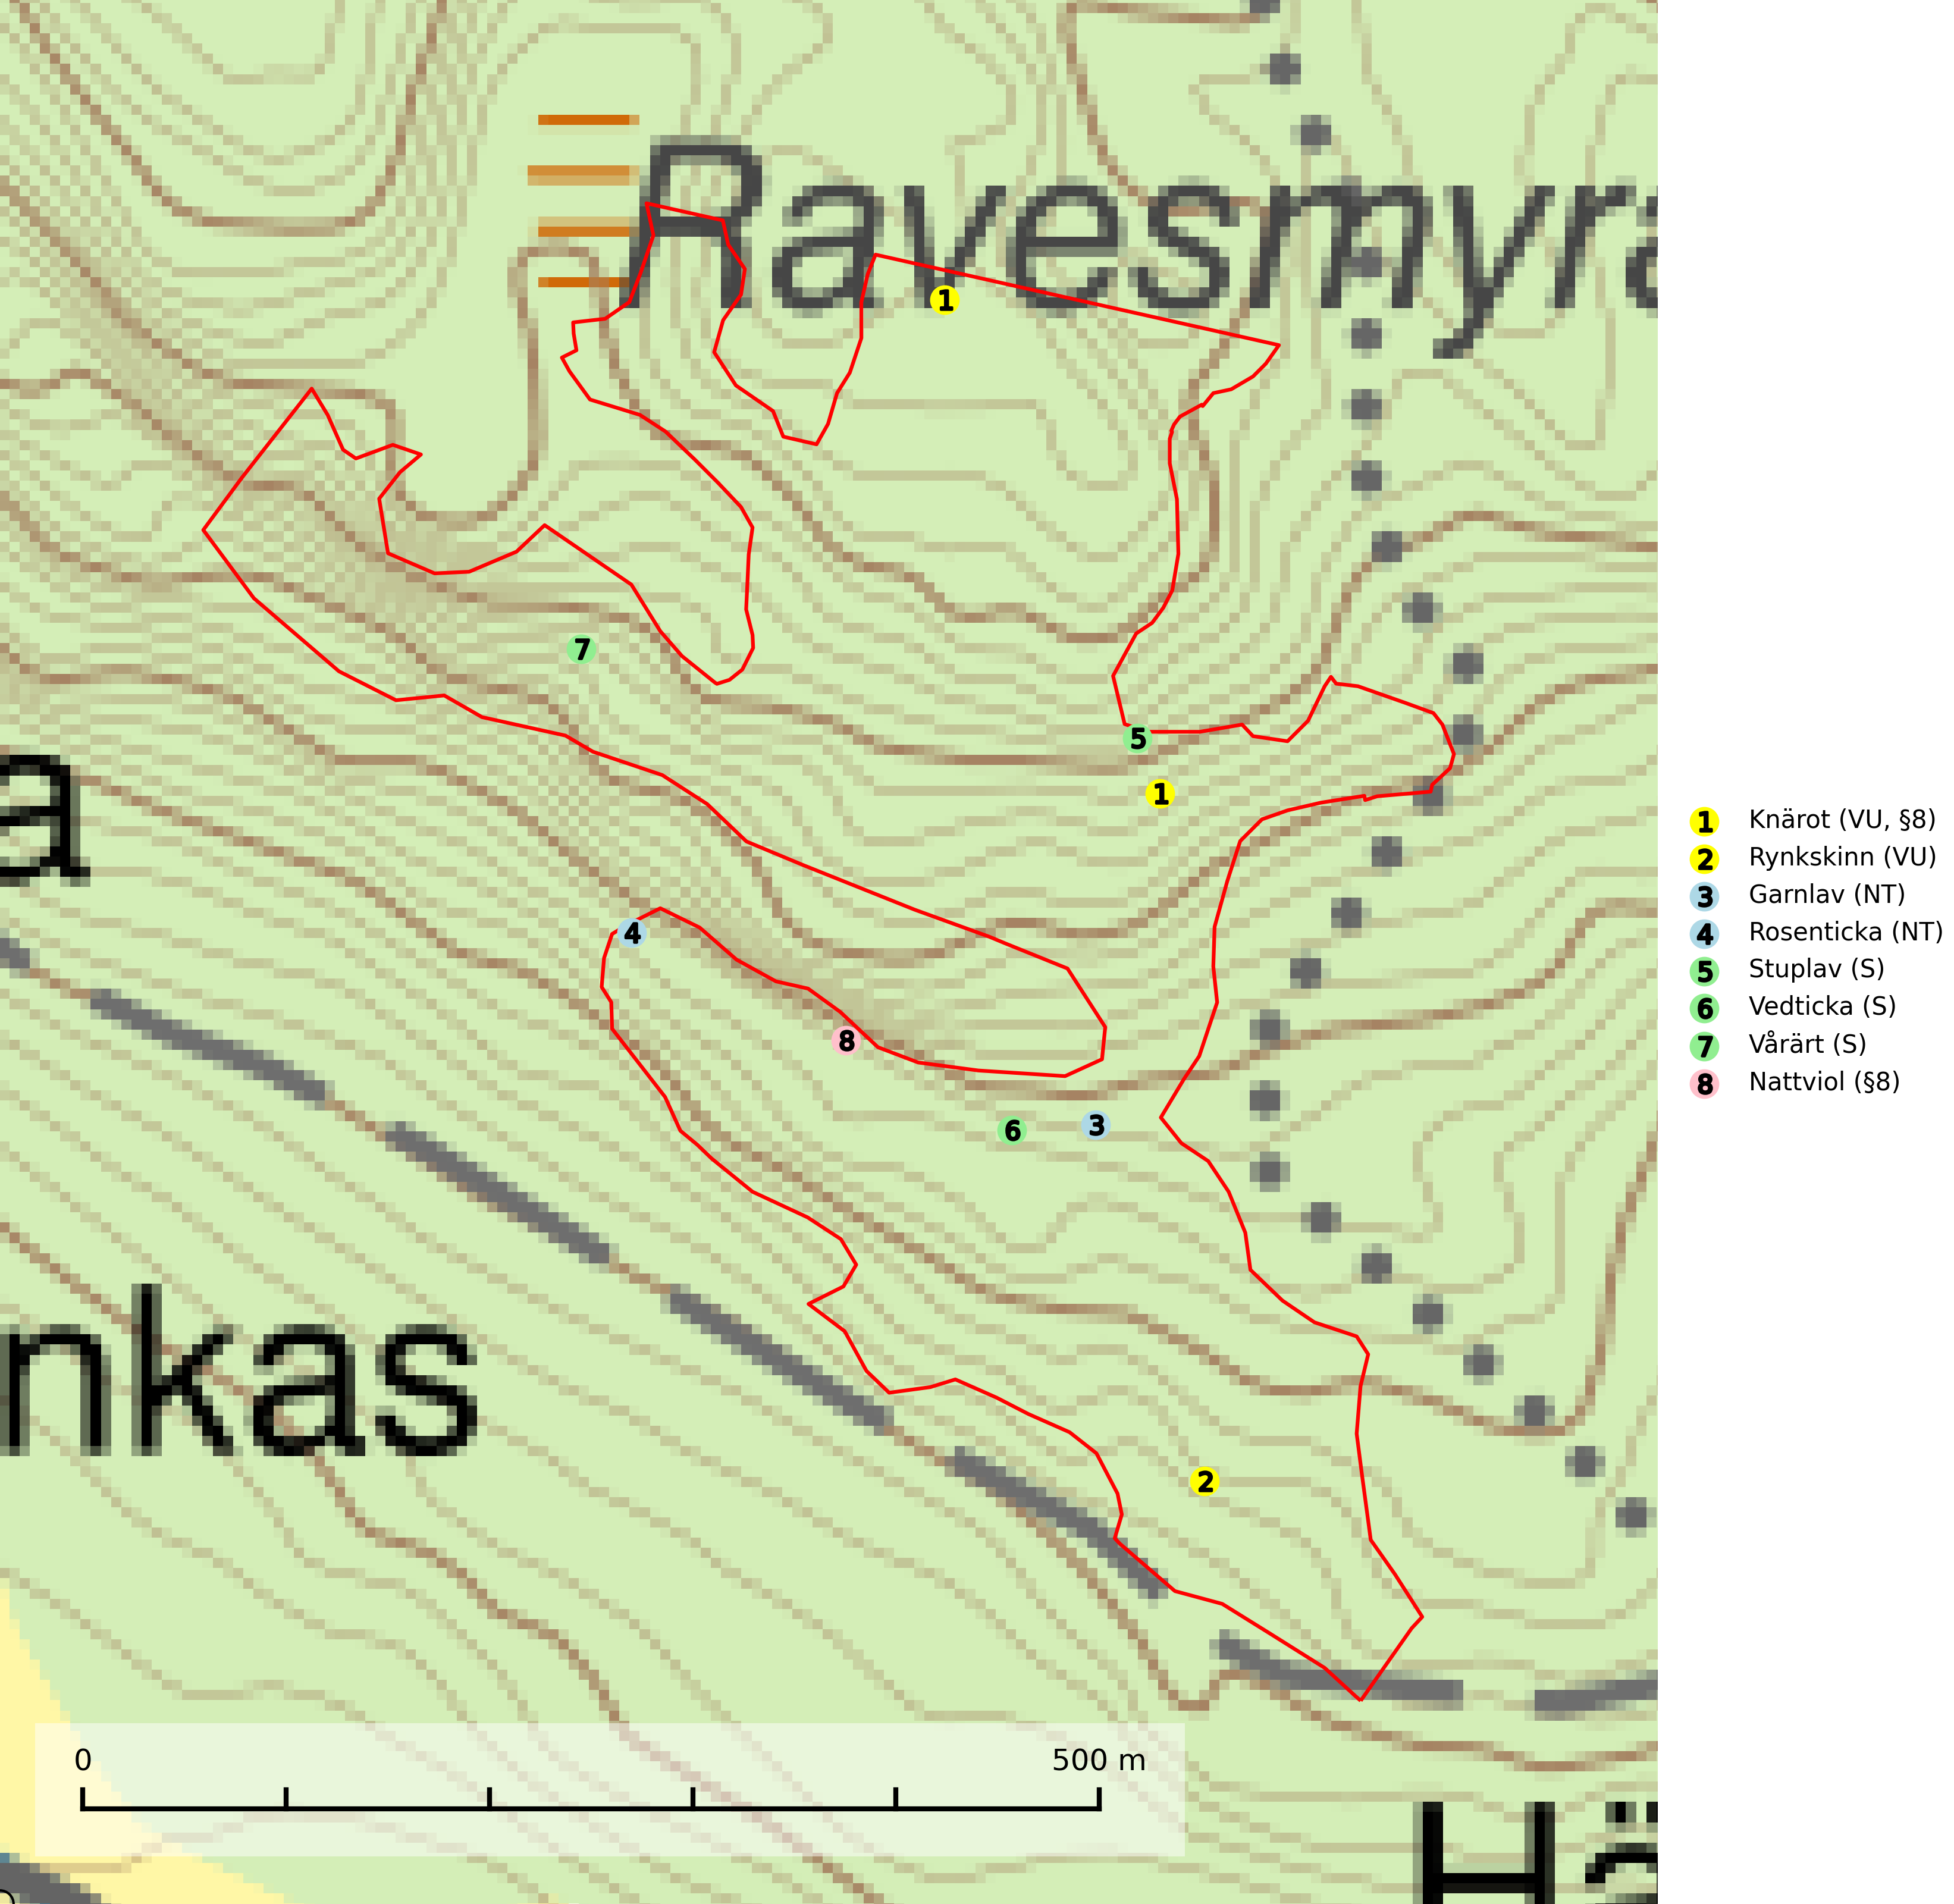 Ravesmyra
1
7
5
1
a
4
8
6
3
nkas
2
0 500 m
Hä
1 Knärot (VU, §8)
2 Rynkskinn (VU)
3 Garnlav (NT)
4 Rosenticka (NT)
5 Stuplav (S)
6 Vedticka (S)
7 Vårärt (S)
8 Nattviol (§8)